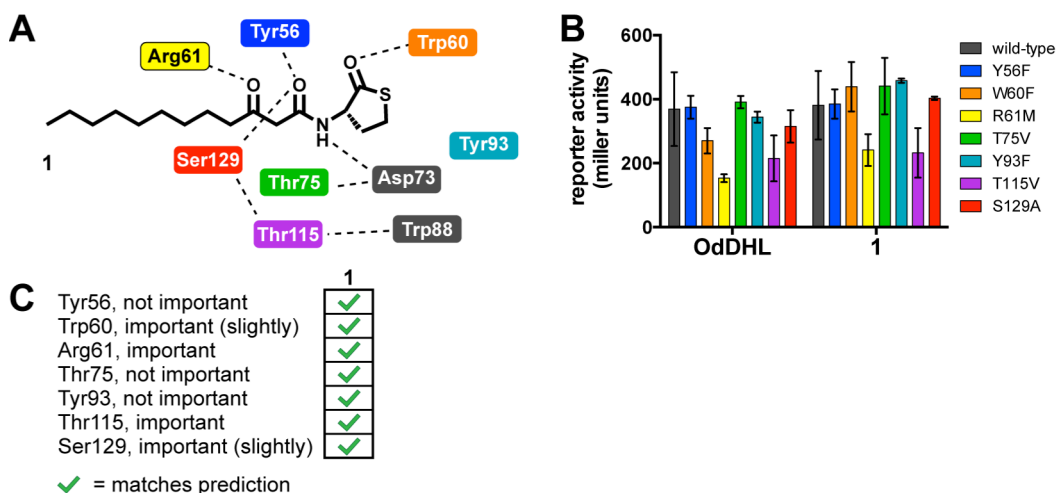 A
Tyr56
Arg61
Trp60
O
O
O
S
N
H
1
Ser129
Tyr93
Thr75
Asp73
Thr115
Trp88
B
reporter activity
(miller units)
600
400
200
0
OdDHL
1
wild-type
Y56F
W60F
R61M
T75V
Y93F
T115V
S129A
C
1
Tyr56, not important
Trp60, important (slightly)
Arg61, important
Thr75, not important
Tyr93, not important
Thr115, important
Ser129, important (slightly)
= matches prediction